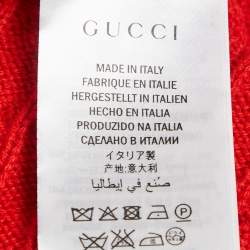 GUCCI
MADE IN ITALY
FABRIQUE EN ITALIE
HERGESTELLT IN ITALIEN
HECHO EN ITALIA
PRODUZIDO NA ITALIA
СДЕЛАНО В ИТАЛИИ
イタリア製
产地:意大利
صنع في إيطاليا